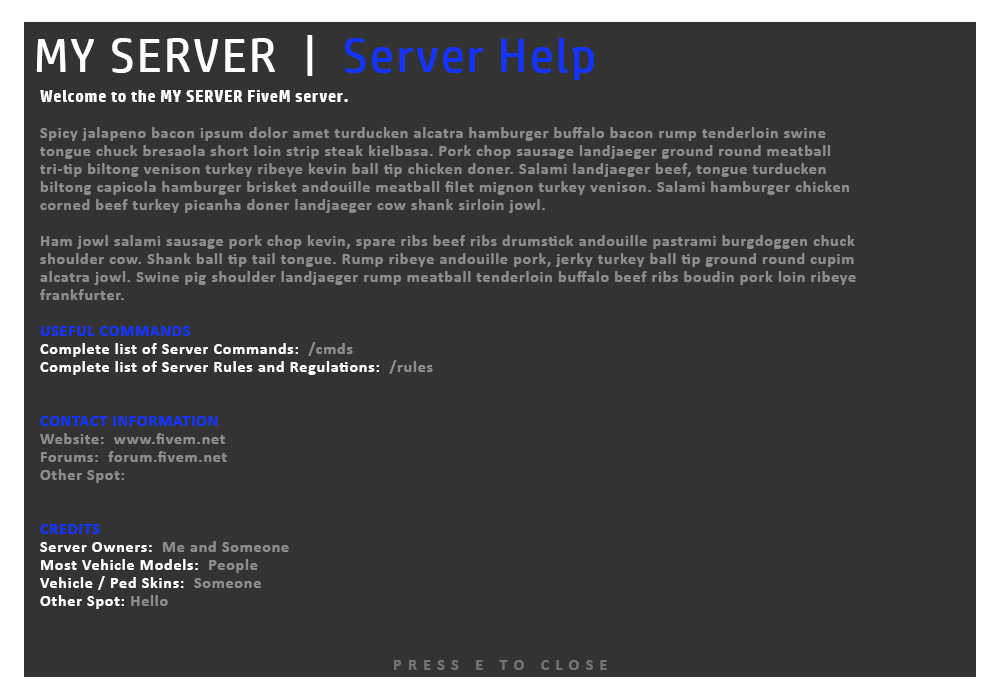 MY SERVER | Server Help
Welcome to the MY SERVER FiveM server.
Spicy jalapeno bacon ipsum dolor amet turducken alcatra hamburger buffalo bacon rump tenderloin swine
tongue chuck bresaola short loin strip steak kielbasa. Pork chop sausage landjaeger ground round meatball
tri-tip biltong venison turkey ribeye kevin ball tip chicken doner. Salami landjaeger beef, tongue turducken
biltong capicola hamburger brisket andouille meatball filet mignon turkey venison. Salami hamburger chicken
corned beef turkey picanha doner landjaeger cow shank sirloin jowl.
Ham jowl salami sausage pork chop kevin, spare ribs beef ribs drumstick andouille pastrami burgdoggen chuck
shoulder cow. Shank ball tip tail tongue. Rump ribeye andouille pork, jerky turkey ball tip ground round cupim
alcatra jowl. Swine pig shoulder landjaeger rump meatball tenderloin buffalo beef ribs boudin pork loin ribeye
frankfurter.
USEFUL COMMANDS
Complete list of Server Commands: /cmds
Complete list of Server Rules and Regulations: /rules
CONTACT INFORMATION
Website: www.fivem.net
Forums: forum.fivem.net
Other Spot:
CREDITS
Server Owners: Me and Someone
Most Vehicle Models: People
Vehicle / Ped Skins: Someone
Other Spot: Hello
PRESS E TO CLOSE